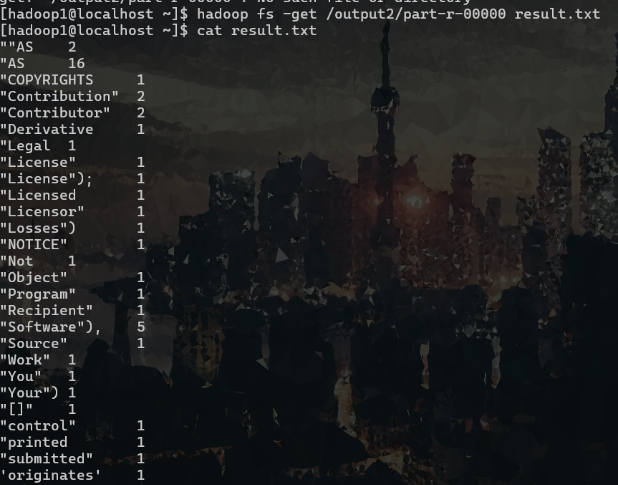 [hadoop1@localhost ~]$ hadoop fs -get /output2/part-r-00000 result.txt
[hadoop1@localhost ~]$ cat result.txt
""AS    2
"AS     16
"COPYRIGHTS     1
"Contribution"  2
"Contributor"   2
"Derivative     1
"Legal  1
"License"       1
"License");     1
"Licensed       1
"Licensor"      1
"Losses")       1
"NOTICE"        1
"Not    1
"Object"        1
"Program"       1
"Recipient"     1
"Software"),    5
"Source"        1
"Work"  1
"You"   1
"Your") 1
"[]"    1
"control"       1
"printed        1
"submitted"     1
'originates'    1